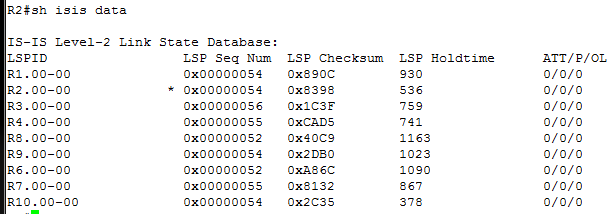 R2#sh isis data
IS-IS Level-2 Link State Database:
LSPID LSP Seq Num LSP Checksum LSP Holdtime ATT/P/OL
R1.00-00 0x00000054 0x890C 930 0/0/0
R2.00-00 * 0x00000054 0x8398 536 0/0/0
R3.00-00 0x00000056 0x1C3F 759 0/0/0
R4.00-00 0x00000055 0xCAD5 741 0/0/0
R8.00-00 0x00000052 0x40C9 1163 0/0/0
R9.00-00 0x00000054 0x2DB0 1023 0/0/0
R6.00-00 0x00000052 0xA86C 1090 0/0/0
R7.00-00 0x00000055 0x8132 867 0/0/0
R10.00-00 0x00000054 0x2C35 378 0/0/0